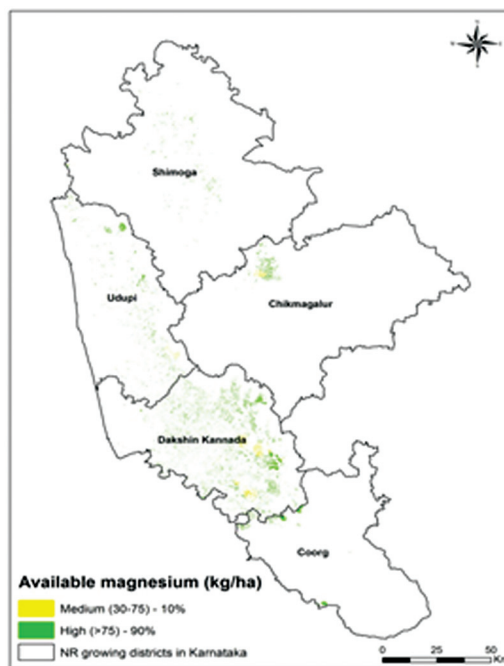 Shimoga
Udupi
Chikmagalur
Dakshin Kannada
Coorg
Available magnesium (kg/ha)
Medium (30-75) - 10%
High (>75) - 90%
NR growing districts in Karnataka
0 25 50